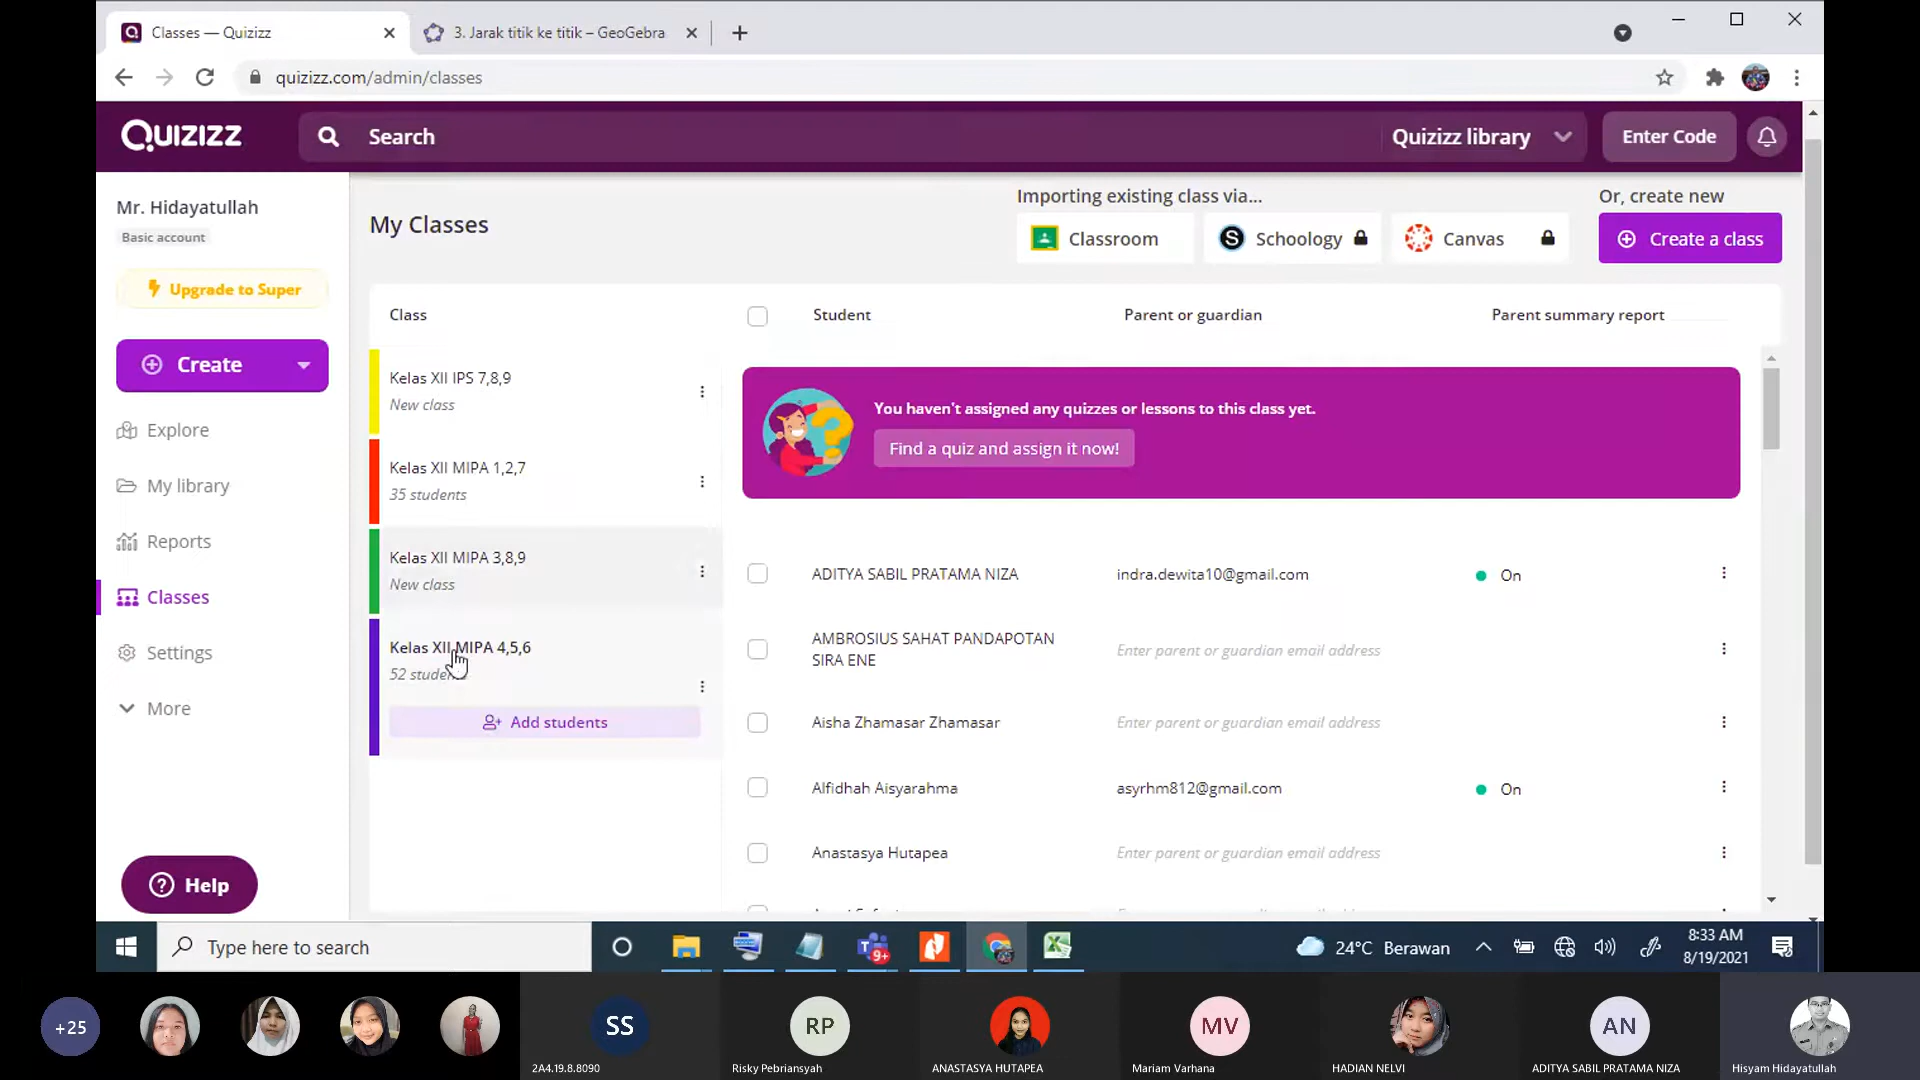 Classes — Quizizz
3. Jarak titik ke titik – GeoGebra
quizizz.com/admin/classes
QUIZIZZ
Search
Quizizz library
Enter Code
Mr. Hidayatullah
Basic account
Upgrade to Super
Create
Explore
My library
Reports
Classes
Settings
More
Help
My Classes
Importing existing class via...
Classroom
Schoology
Canvas
Or, create new
Create a class
Class
Student
Parent or guardian
Parent summary report
Kelas XII IPS 7,8,9
New class
Kelas XII MIPA 1,2,7
35 students
Kelas XII MIPA 3,8,9
New class
Kelas XII MIPA 4,5,6
52 students
Add students
You haven't assigned any quizzes or lessons to this class yet.
Find a quiz and assign it now!
ADITYA SABIL PRATAMA NIZA
indra.dewita10@gmail.com
On
AMBROSIUS SAHAT PANDAPOTAN
SIRA ENE
Enter parent or guardian email address
Aisha Zhamasar Zhamasar
Enter parent or guardian email address
Alfidhah Aisyarahma
asyrhm812@gmail.com
On
Anastasya Hutapea
Enter parent or guardian email address
Type here to search
9+
24°C Berawan
8:33 AM
8/19/2021
+25
SS
2A4.19.8.8090
RP
Risky Pebriansyah
ANASTASYA HUTAPEA
MV
Mariam Varhana
HADIAN NELVI
AN
ADITYA SABIL PRATAMA NIZA
Hisyam Hidayatullah